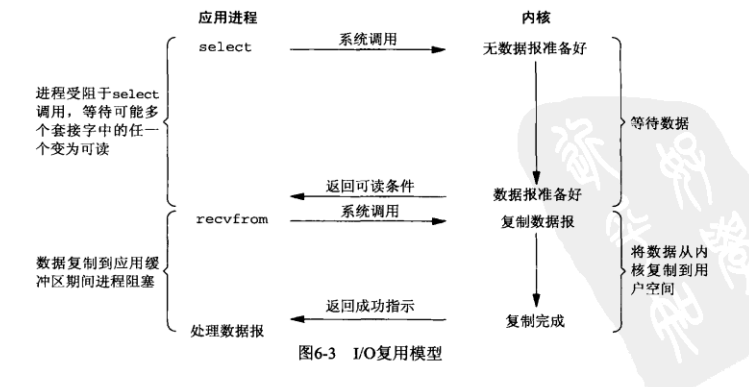 应用进程
内核
select
系统调用
无数据报准备好
进程受阻于select
调用，等待可能多
个套接字中的任一
个变为可读
等待数据
返回可读条件
数据报准备好
recvfrom
系统调用
复制数据报
数据复制到应用缓
冲区期间进程阻塞
将数据从内
核复制到用
户空间
返回成功指示
处理数据报
复制完成
图6-3 I/O复用模型